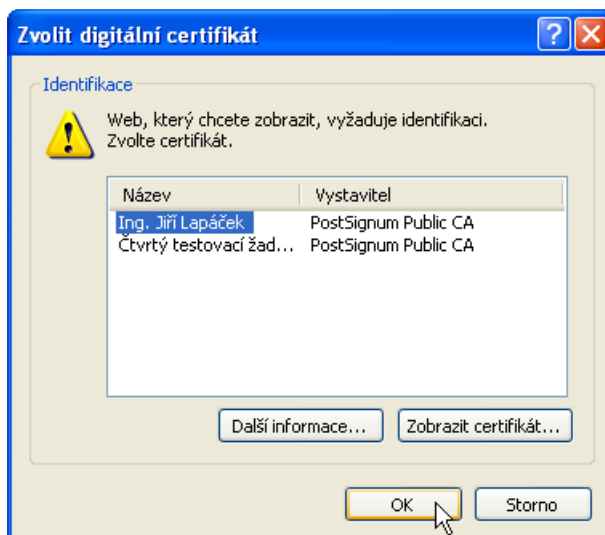 Zvolit digitální certifikát
Identifikace
Web, který chcete zobrazit, vyžaduje identifikaci.
Zvolte certifikát.
Název Vystavitel
Ing. Jiří Lapáček PostSignum Public CA
Čtvrtý testovací žad... PostSignum Public CA
Další informace... Zobrazit certifikát...
OK Storno